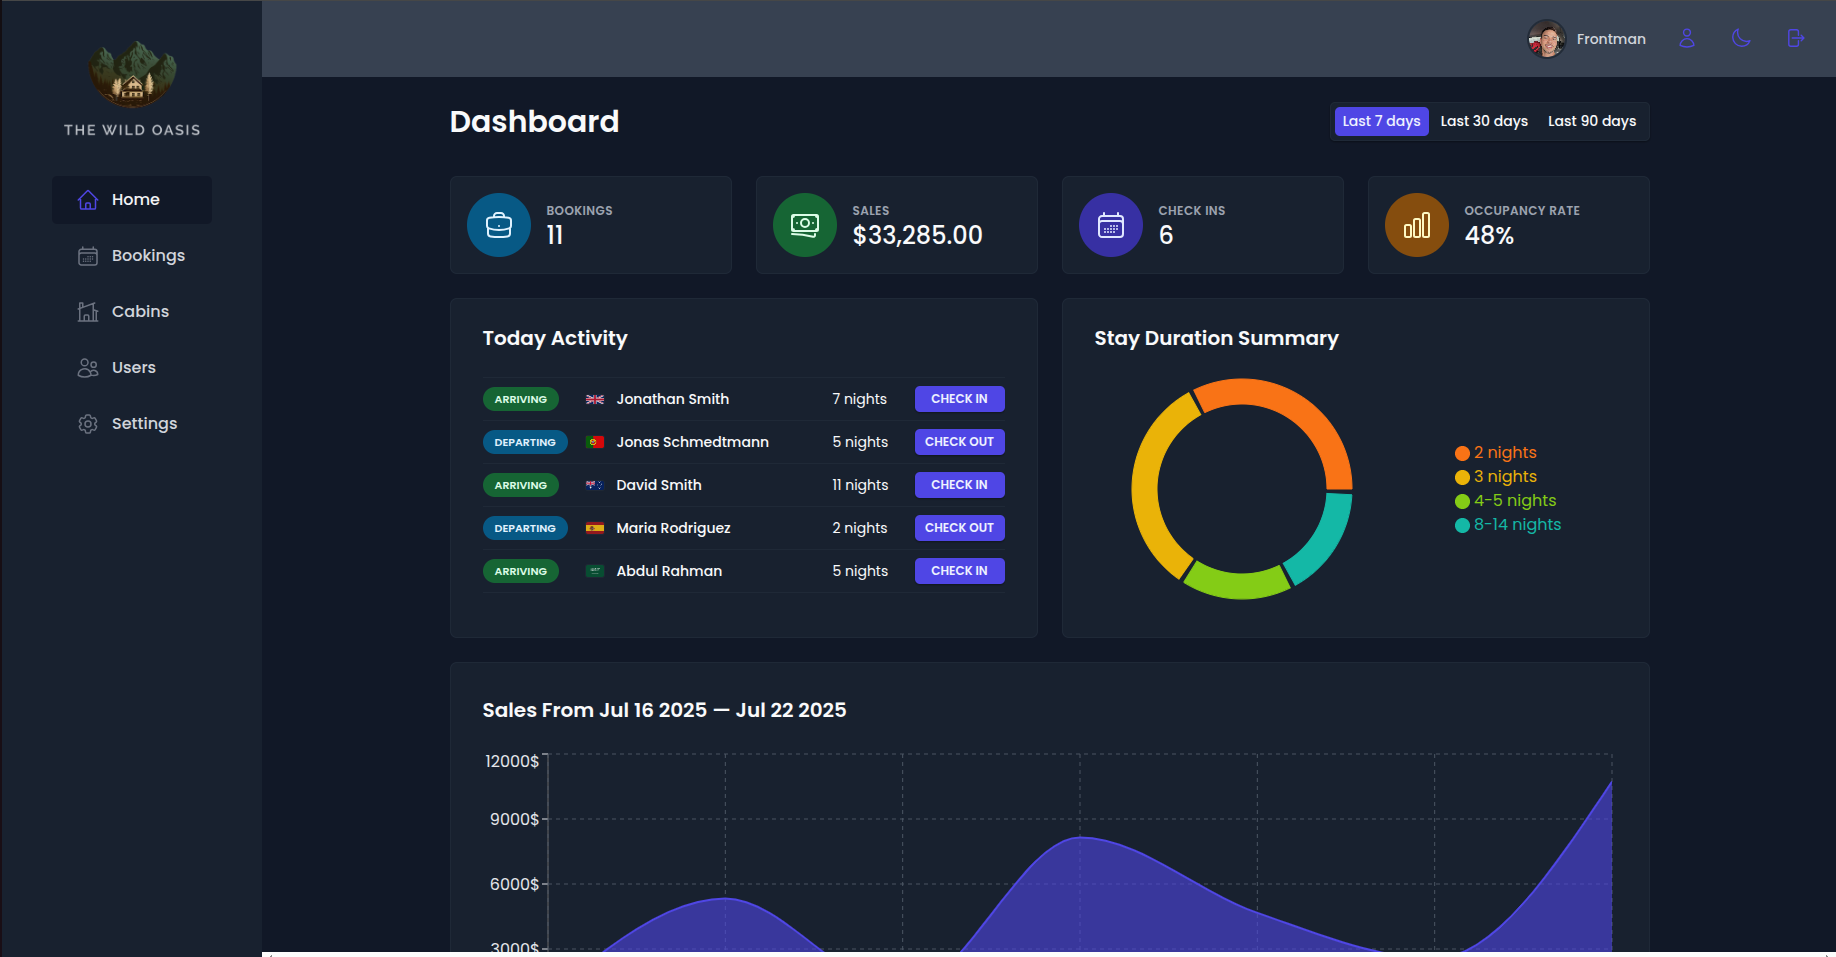 THE WILD OASIS
Home
Bookings
Cabins
Users
Settings
Frontman
Dashboard
Last 7 days Last 30 days Last 90 days
BOOKINGS
11
SALES
$33,285.00
CHECK INS
6
OCCUPANCY RATE
48%
Today Activity
ARRIVING Jonathan Smith 7 nights CHECK IN
DEPARTING Jonas Schmedtmann 5 nights CHECK OUT
ARRIVING David Smith 11 nights CHECK IN
DEPARTING Maria Rodriguez 2 nights CHECK OUT
ARRIVING Abdul Rahman 5 nights CHECK IN
Stay Duration Summary
2 nights
3 nights
4-5 nights
8-14 nights
Sales From Jul 16 2025 — Jul 22 2025
12000$
9000$
6000$
3000$